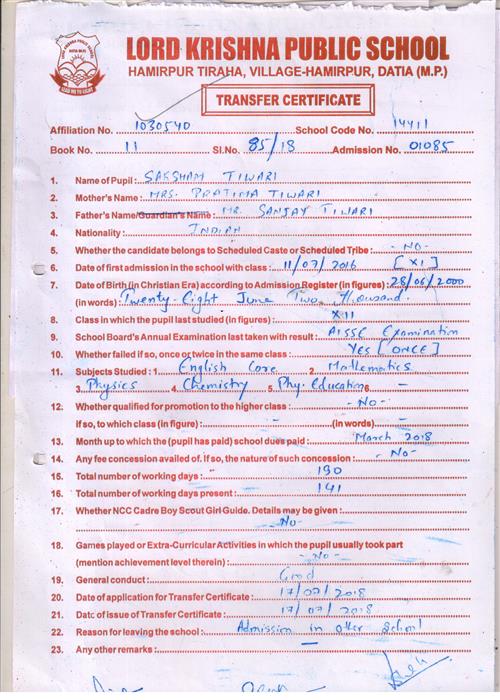 LORD KRISHNA PUBLIC SCHOOL
HAMIRPUR TIRAHA, VILLAGE-HAMIRPUR, DATIA (M.P.)
TRANSFER CERTIFICATE
Affiliation No. 1030540 School Code No. 14411
Book No. 11 Sl.No. 85/18 Admission No. 01085
1. Name of Pupil : SAKSHAM TIWARI
2. Mother's Name : MRS. PRATIMA TIWARI
3. Father's Name/Guardian's Name : MR. SANJAY TIWARI
4. Nationality : INDIAN
5. Whether the candidate belongs to Scheduled Caste or Scheduled Tribe : -NO-
6. Date of first admission in the school with class : 11/07/2016 [XI]
7. Date of Birth (in Christian Era) according to Admission Register (in figures) : 28/06/2000
(in words) : Twenty-Eight June Two Thousand
8. Class in which the pupil last studied (in figures) : XII
9. School Board's Annual Examination last taken with result : AISSC Examination
10. Whether failed if so, once or twice in the same class : YES [ONCE]
11. Subjects Studied : 1. English Core 2. Mathematics
3. Physics 4. Chemistry 5. Phy. Education 6. -
12. Whether qualified for promotion to the higher class : -No-
if so, to which class (in figure) : - (in words) -
13. Month up to which the (pupil has paid) school dues paid : March 2018
14. Any fee concession availed of. if so, the nature of such concession : -No-
15. Total number of working days : 190
16. Total number of working days present : 141
17. Whether NCC Cadre Boy Scout Girl Guide. Details may be given :
-No-
18. Games played or Extra-Curricular Activities in which the pupil usually took part
(mention achievement level therein) : -No-
19. General conduct : Good
20. Date of application for Transfer Certificate : 17/07/2018
21. Datc of issue of Transfer Certificate : 17/07/2018
22. Reason for leaving the school : Admission in other School
23. Any other remarks : -